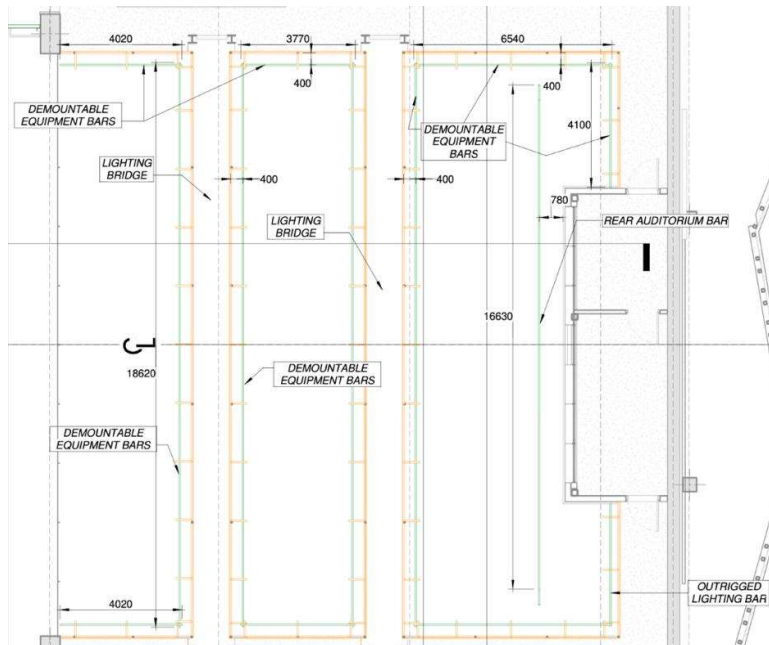 4020
3770
6540
400
400
DEMOUNTABLE
EQUIPMENT BARS
DEMOUNTABLE
EQUIPMENT
BARS
4100
LIGHTING
BRIDGE
400
400
LIGHTING
BRIDGE
780
REAR AUDITORIUM BAR
16630
CL
18620
DEMOUNTABLE
EQUIPMENT BARS
DEMOUNTABLE
EQUIPMENT BARS
4020
OUTRIGGED
LIGHTING BAR